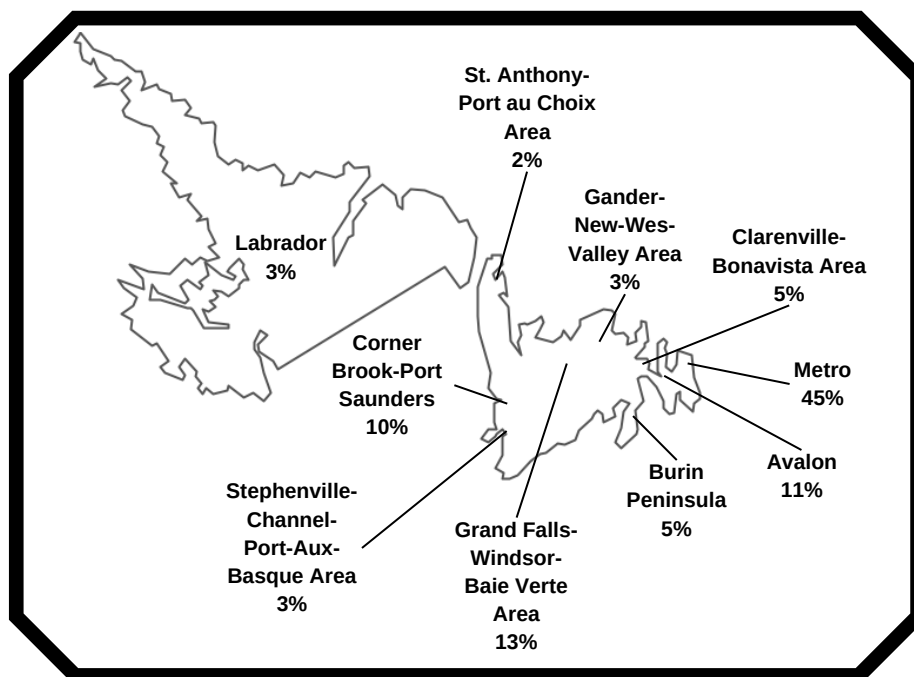 St. Anthony-
Port au Choix
Area
2%
Gander-
New-Wes-
Valley Area
3%
Clarenville-
Bonavista Area
5%
Labrador
3%
Corner
Brook-Port
Saunders
10%
Metro
45%
Avalon
11%
Burin
Peninsula
5%
Stephenville-
Channel-
Port-Aux-
Basque Area
3%
Grand Falls-
Windsor-
Baie Verte
Area
13%